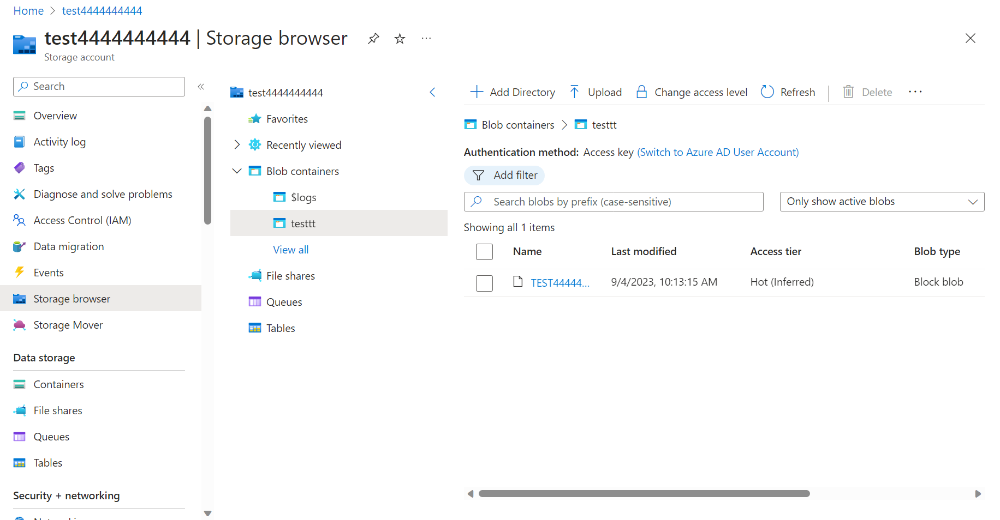 Home > test4444444444
test4444444444 | Storage browser
Storage account
Search
Overview
Activity log
Tags
Diagnose and solve problems
Access Control (IAM)
Data migration
Events
Storage browser
Storage Mover
Data storage
Containers
File shares
Queues
Tables
Security + networking
test4444444444
Favorites
Recently viewed
Blob containers
$logs
testtt
View all
File shares
Queues
Tables
Add Directory Upload Change access level Refresh Delete
Blob containers > testtt
Authentication method: Access key (Switch to Azure AD User Account)
Add filter
Search blobs by prefix (case-sensitive) Only show active blobs
Showing all 1 items
Name Last modified Access tier Blob type
TEST44444... 9/4/2023, 10:13:15 AM Hot (Inferred) Block blob